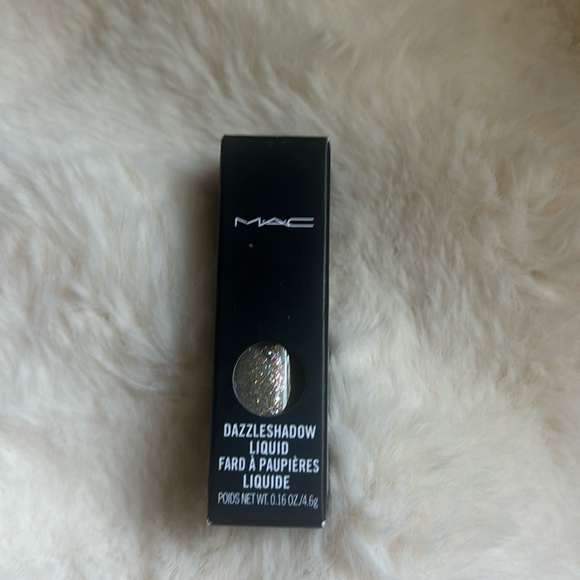 MAC
DAZZLESHADOW
LIQUID
FARD À PAUPIÈRES
LIQUIDE
POIDS NET WT. 0.16 OZ./4.6g